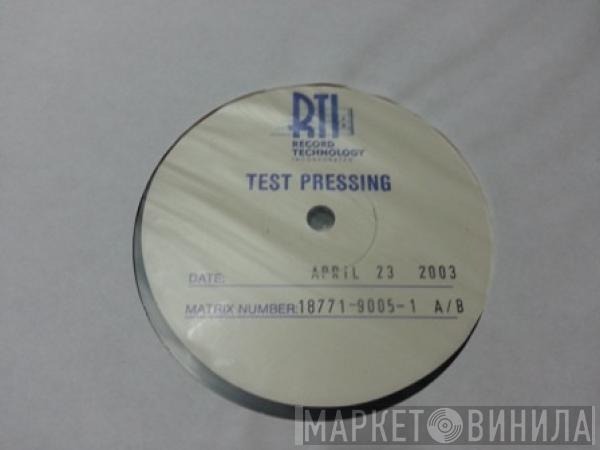 RTI
RECORD
TECHNOLOGY
INCORPORATED
TEST PRESSING
DATE: APRIL 23 2003
MATRIX NUMBER: 18771-9005-1 A/B
МАРКЕТ ВИНИЛА